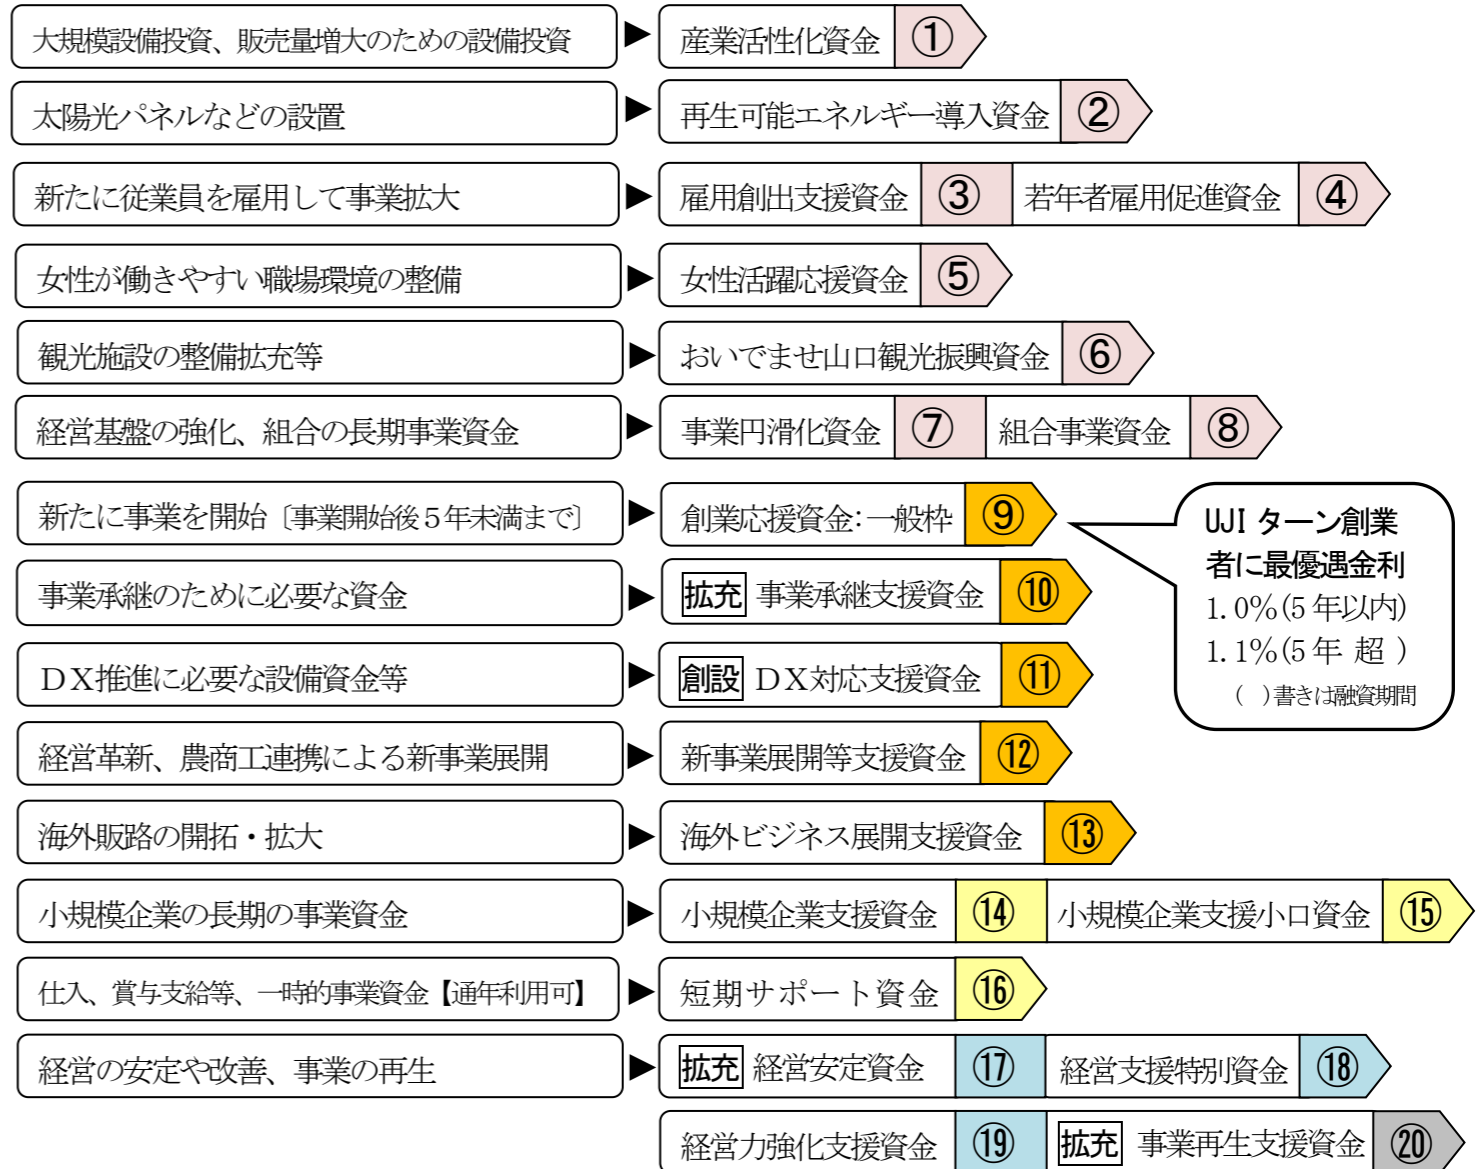 大規模設備投資、販売量増大のための設備投資 ▶ 産業活性化資金 ①
太陽光パネルなどの設置 ▶ 再生可能エネルギー導入資金 ②
新たに従業員を雇用して事業拡大 ▶ 雇用創出支援資金 ③ 若年者雇用促進資金 ④
女性が働きやすい職場環境の整備 ▶ 女性活躍応援資金 ⑤
観光施設の整備拡充等 ▶ おいでませ山口観光振興資金 ⑥
経営基盤の強化、組合の長期事業資金 ▶ 事業円滑化資金 ⑦ 組合事業資金 ⑧
新たに事業を開始〔事業開始後５年未満まで〕 ▶ 創業応援資金:一般枠 ⑨
UJI ターン創業
者に最優遇金利
1.0%(5 年以内)
1.1%(5 年 超 )
( )書きは融資期間
事業承継のために必要な資金 ▶ 拡充 事業承継支援資金 ⑩
ＤＸ推進に必要な設備資金等 ▶ 創設 ＤＸ対応支援資金 ⑪
経営革新、農商工連携による新事業展開 ▶ 新事業展開等支援資金 ⑫
海外販路の開拓・拡大 ▶ 海外ビジネス展開支援資金 ⑬
小規模企業の長期の事業資金 ▶ 小規模企業支援資金 ⑭ 小規模企業支援小口資金 ⑮
仕入、賞与支給等、一時的事業資金【通年利用可】 ▶ 短期サポート資金 ⑯
経営の安定や改善、事業の再生 ▶ 拡充 経営安定資金 ⑰ 経営支援特別資金 ⑱
経営力強化支援資金 ⑲ 拡充 事業再生支援資金 ⑳